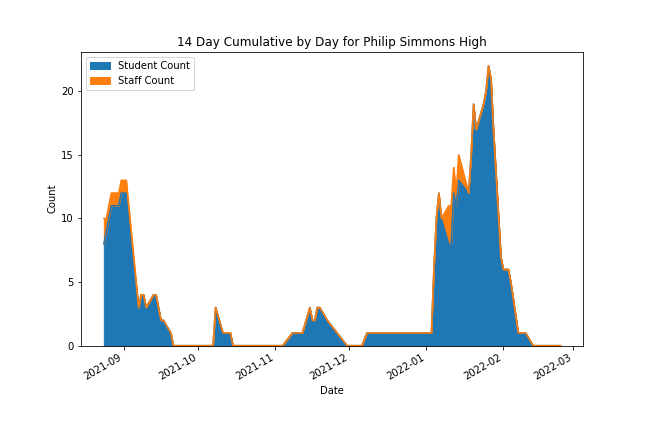 14 Day Cumulative by Day for Philip Simmons High
Student Count
Staff Count
Count
20
15
10
5
0
2021-09
2021-10
2021-11
2021-12
2022-01
2022-02
2022-03
Date